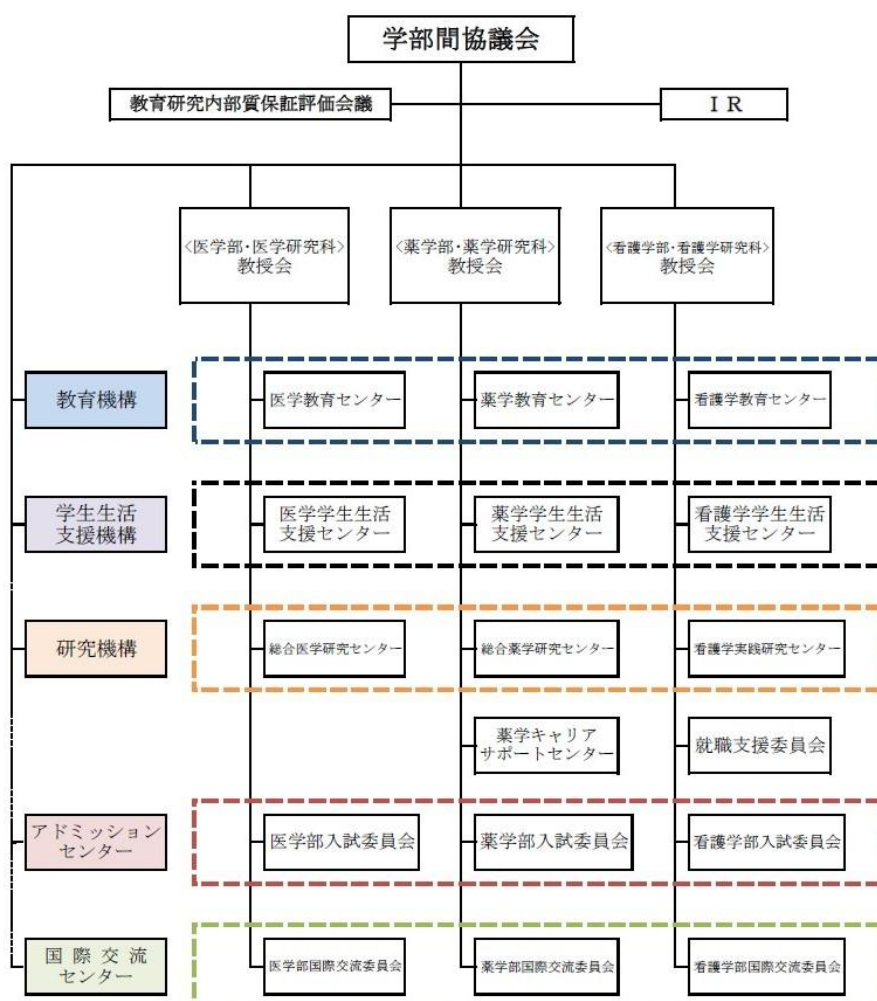 学部間協議会
教育研究内部質保証評価会議
ＩＲ
〈医学部・医学研究科〉
教授会
〈薬学部・薬学研究科〉
教授会
〈看護学部・看護学研究科〉
教授会
教育機構
医学教育センター
薬学教育センター
看護学教育センター
学生生活
支援機構
医学学生生活
支援センター
薬学学生生活
支援センター
看護学学生生活
支援センター
研究機構
総合医学研究センター
総合薬学研究センター
看護学実践研究センター
薬学キャリア
サポートセンター
就職支援委員会
アドミッション
センター
医学部入試委員会
薬学部入試委員会
看護学部入試委員会
国際交流
センター
医学部国際交流委員会
薬学部国際交流委員会
看護学部国際交流委員会